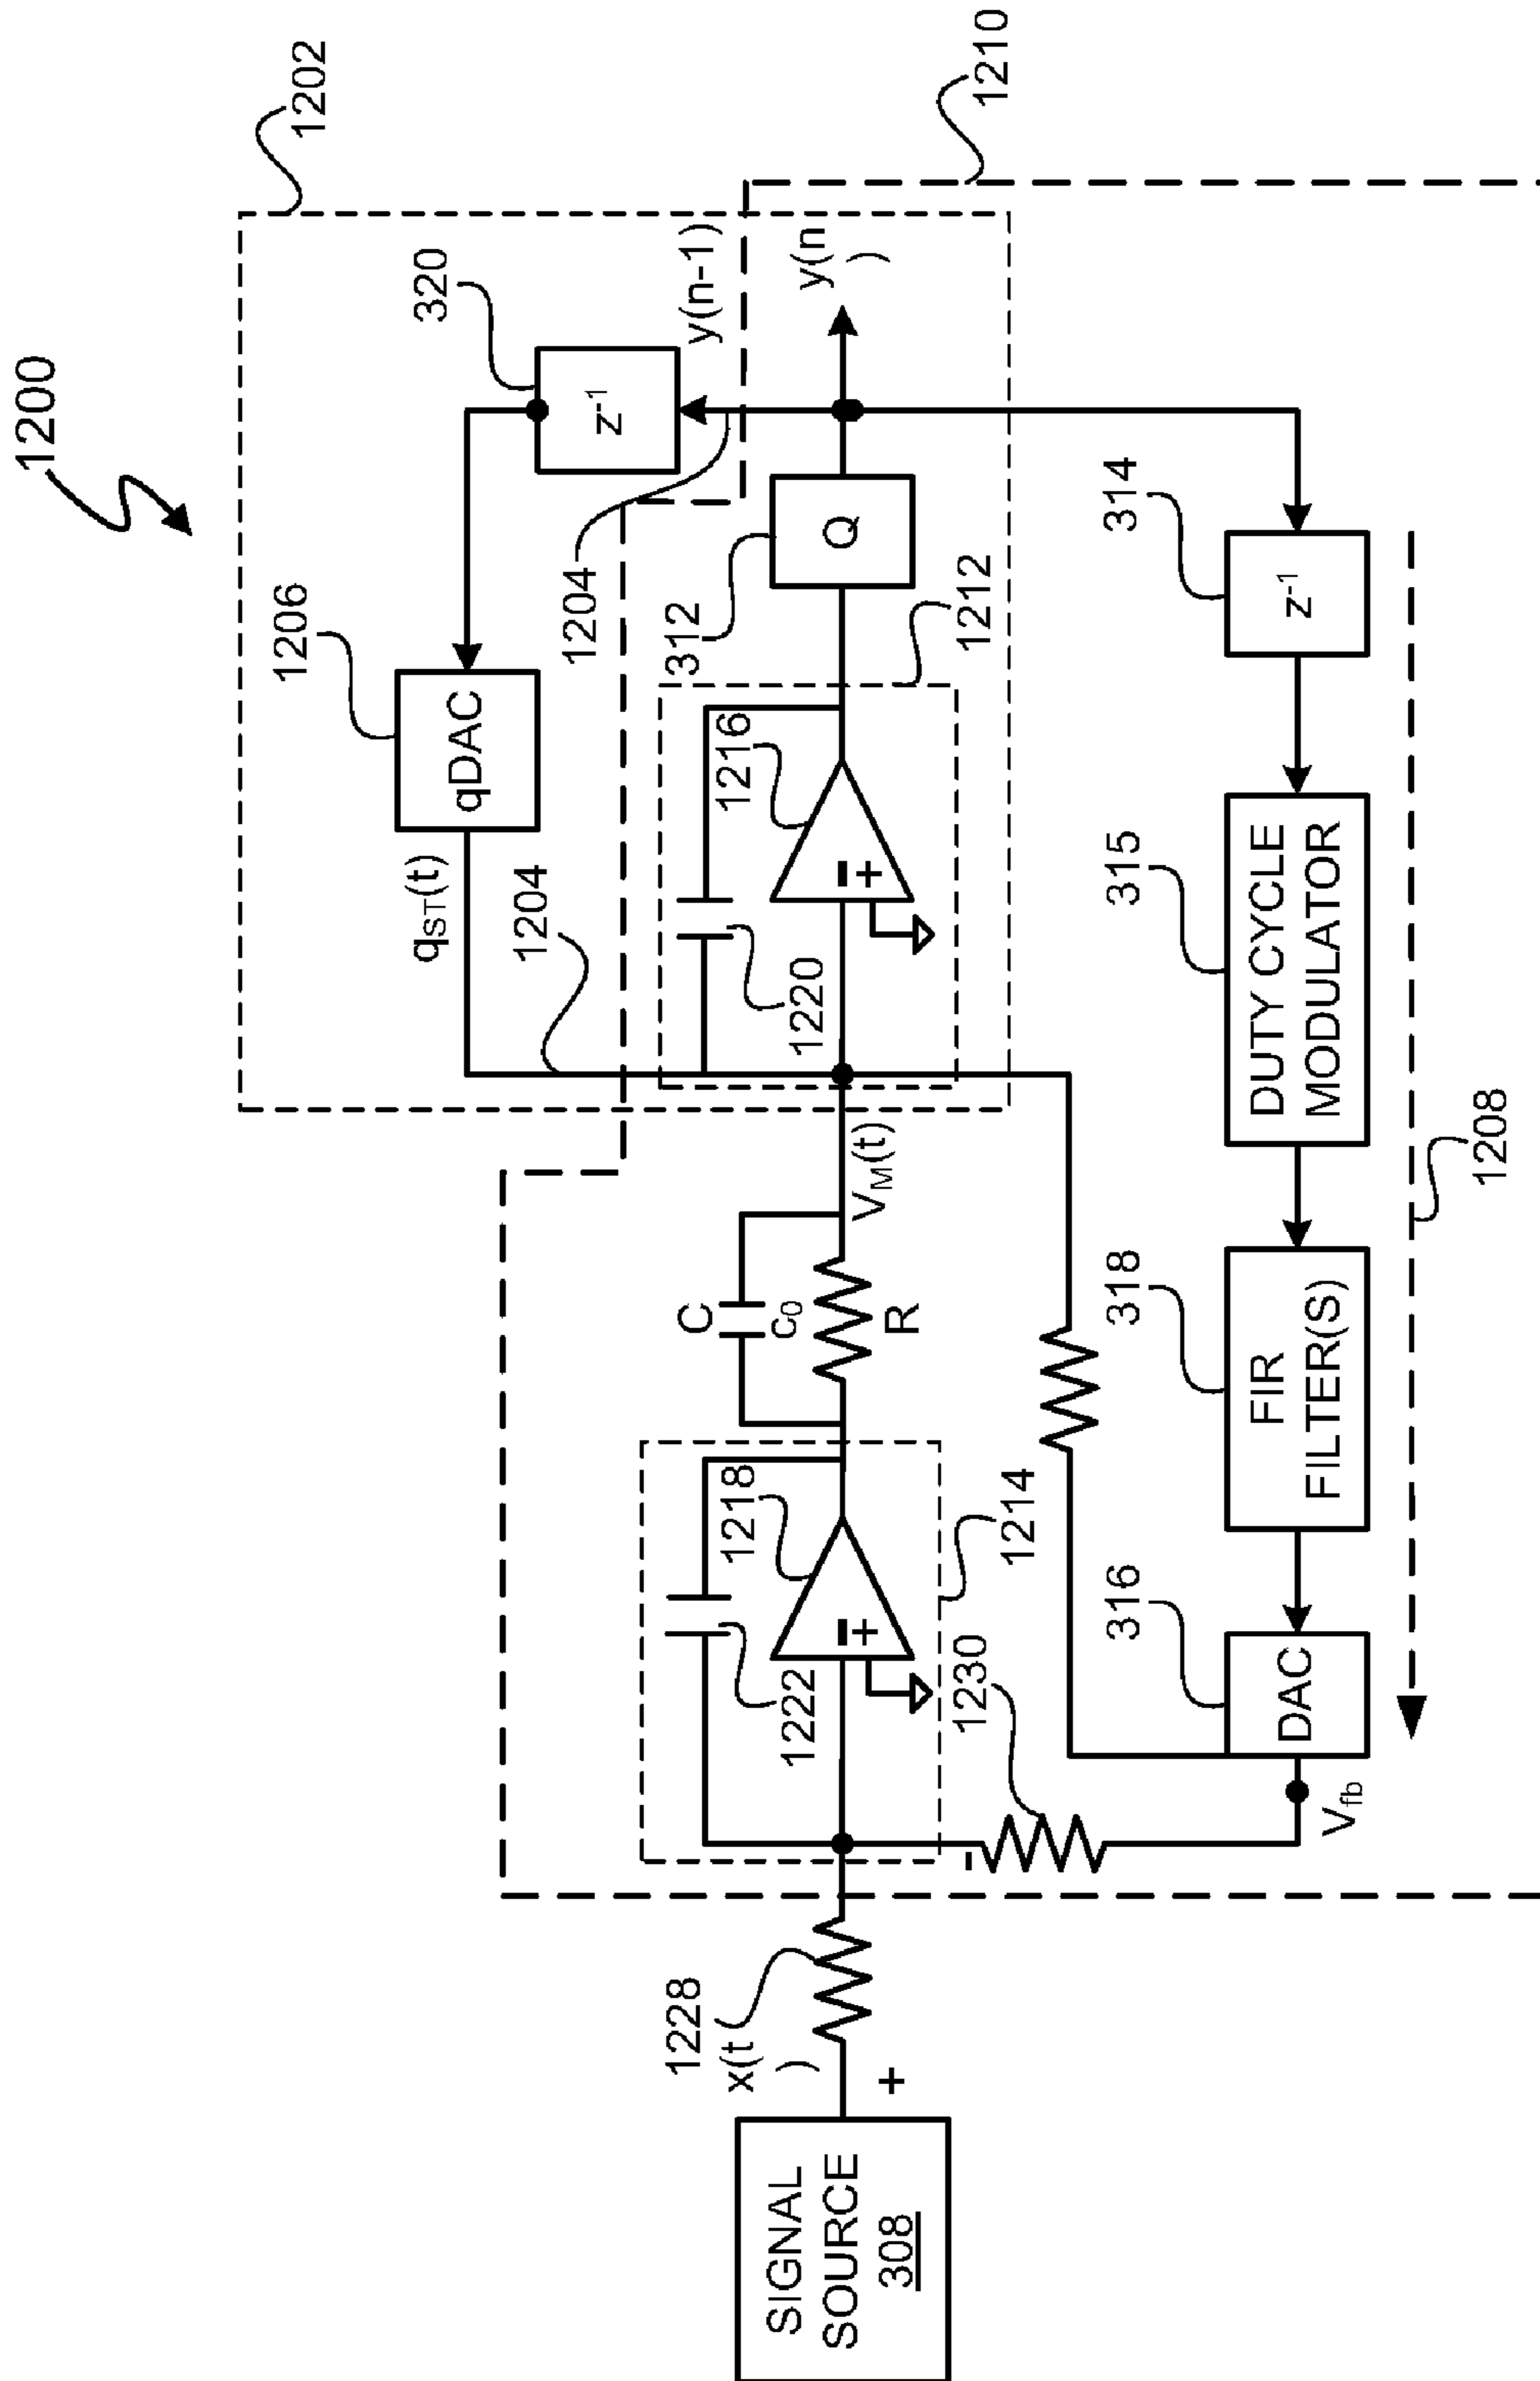 1200
1202
1206
qDAC
320
z-1
y(n-1)
qST(t)
1204
1204
1210
312
Q
y(n
)
1212
1216
1220
-
+
VM(t)
C
c0
R
1218
1222
-
+
1214
1228
x(t
)
+
SIGNAL
SOURCE
308
1230
-
Vfb
316
DAC
318
FIR
FILTER(S)
315
DUTY CYCLE
MODULATOR
314
z-1
1208